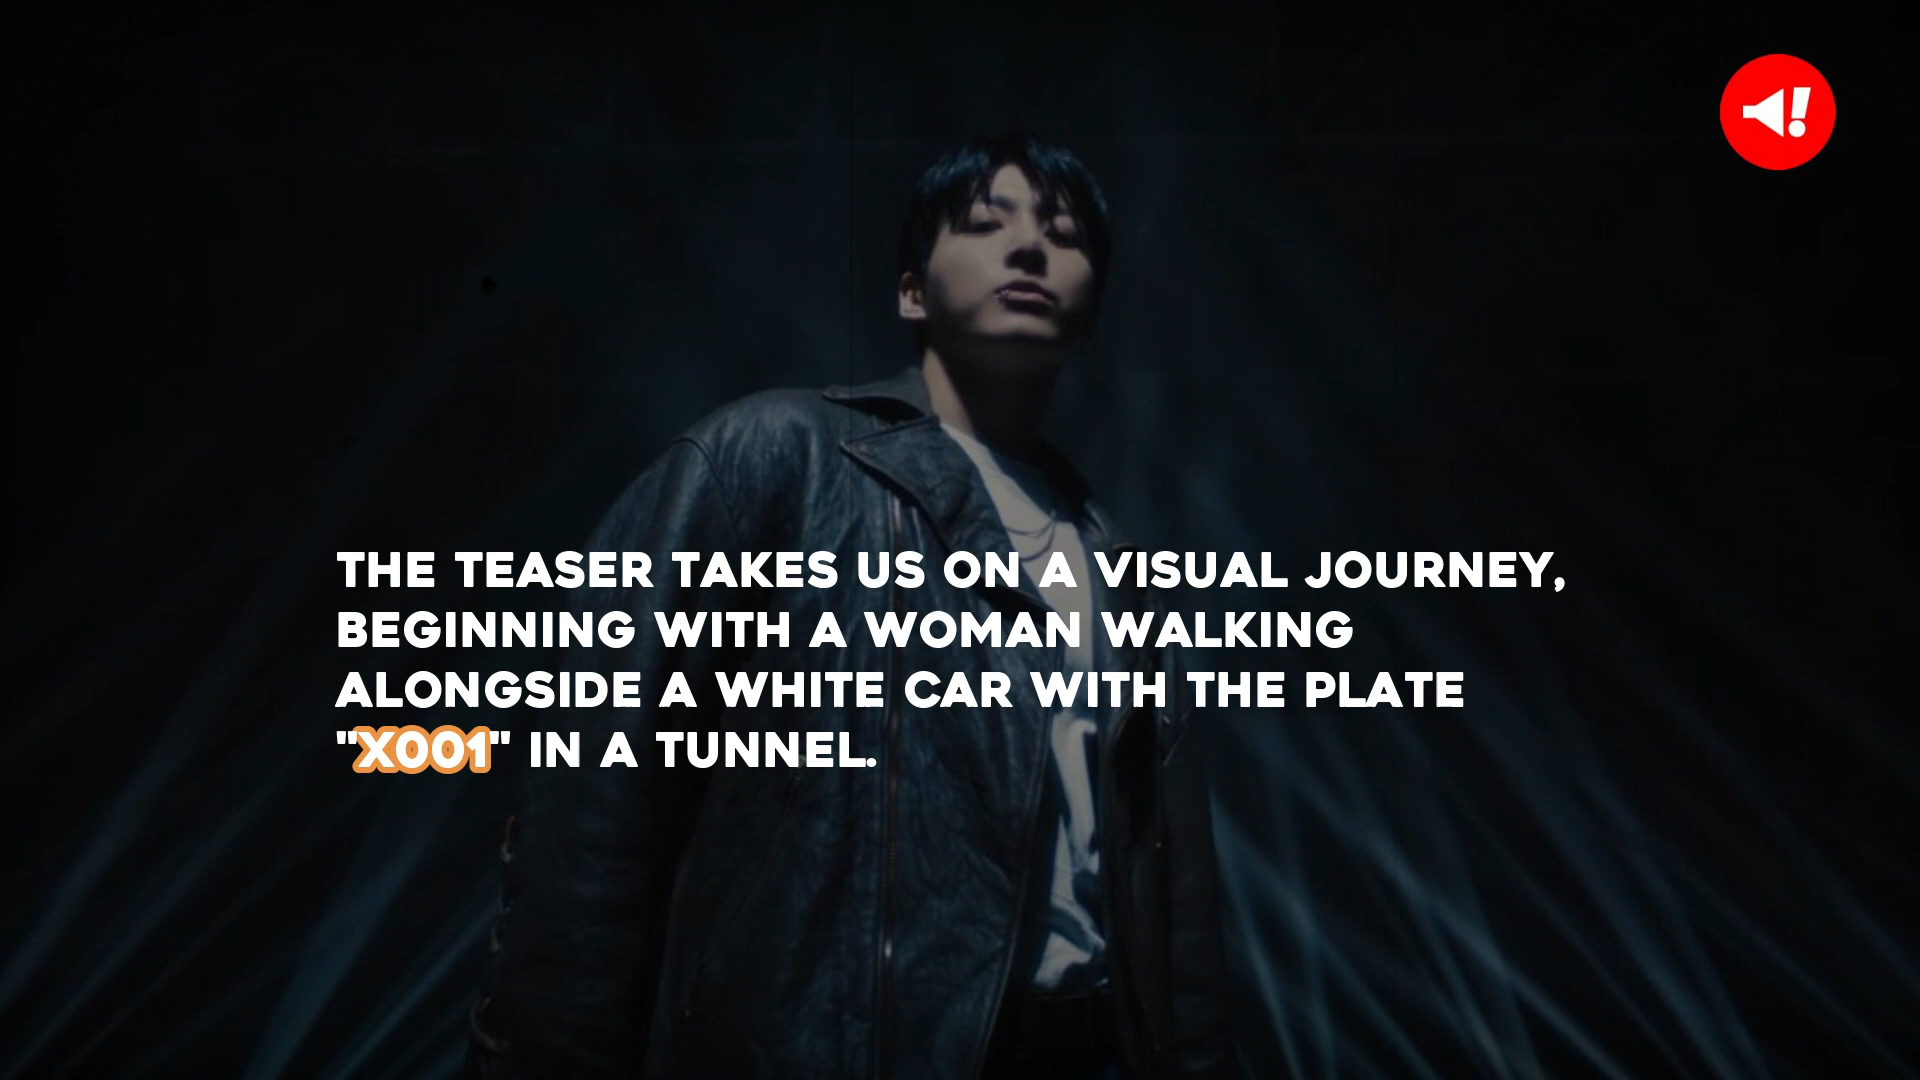 THE TEASER TAKES US ON A VISUAL JOURNEY,
BEGINNING WITH A WOMAN WALKING
ALONGSIDE A WHITE CAR WITH THE PLATE
"X001" IN A TUNNEL.